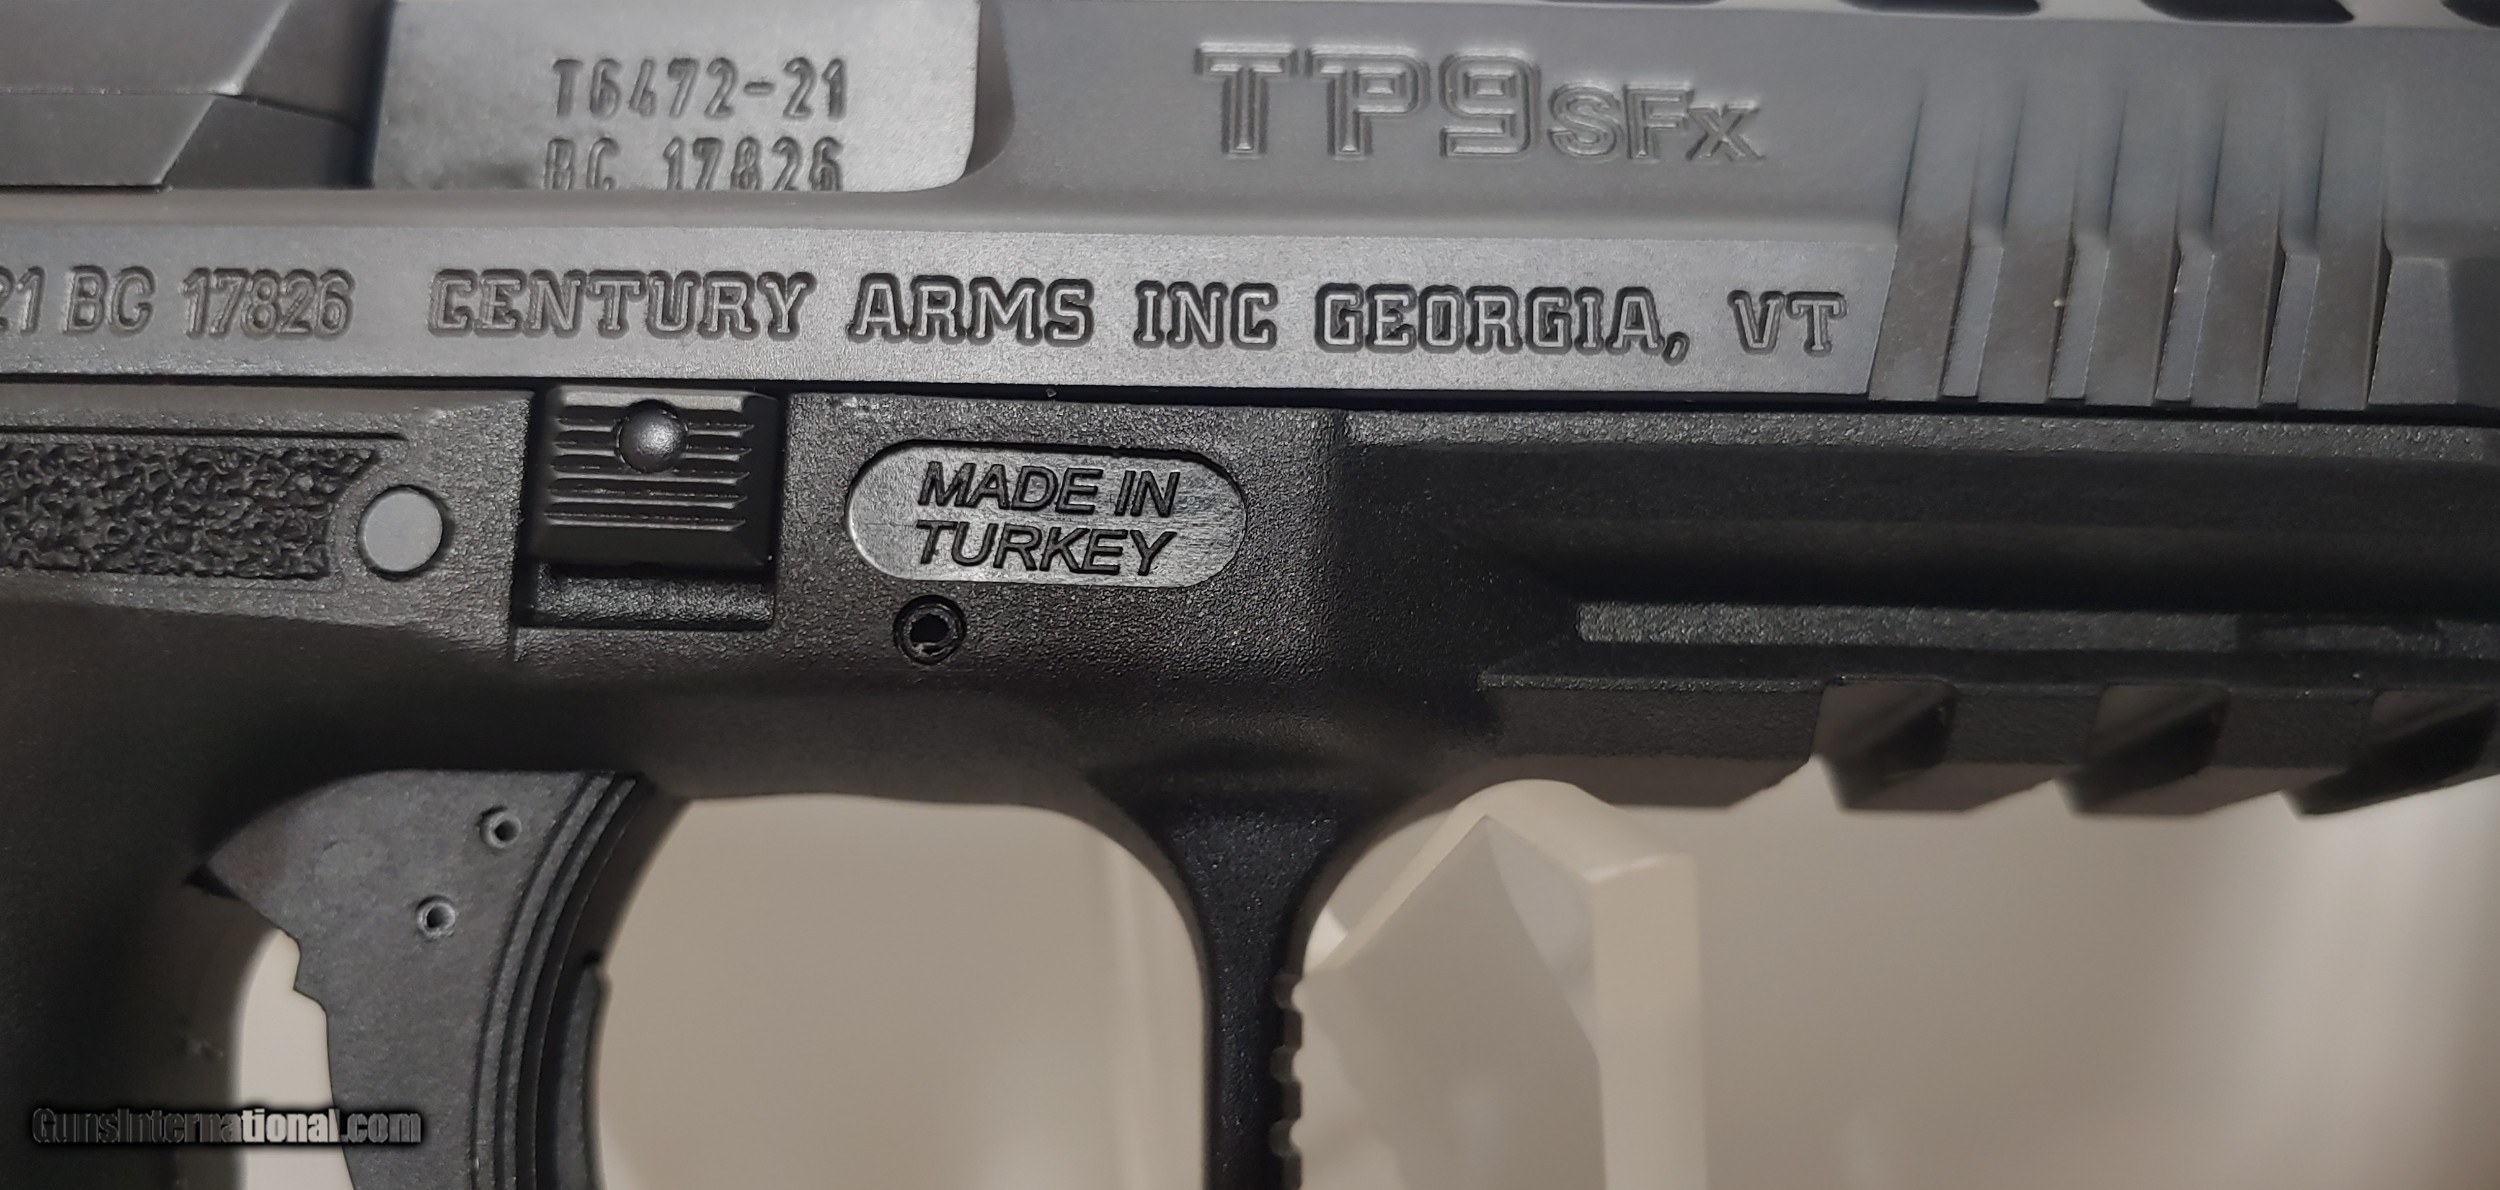 T6472-21
BC 17826
TP9SFx
21 BC 17826 CENTURY ARMS INC GEORGIA, VT
MADE IN
TURKEY
GunsInternational.com